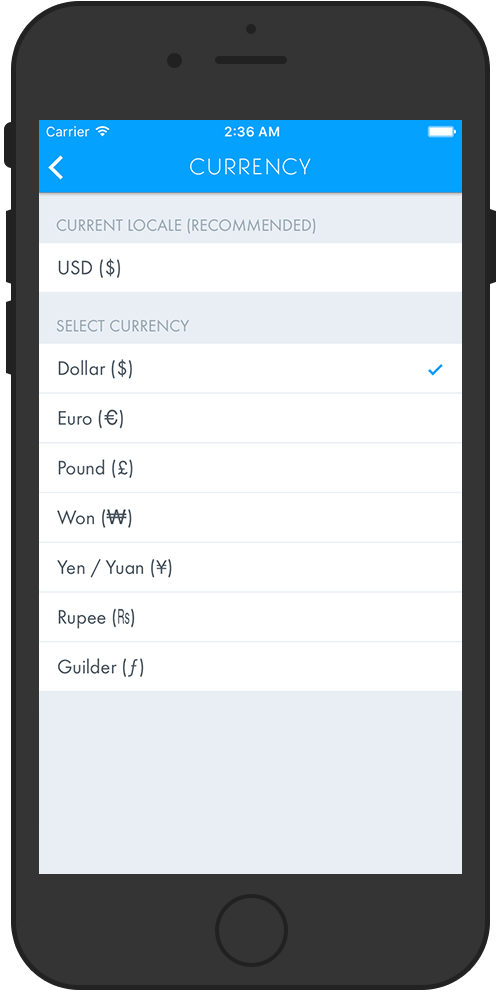 Carrier 2:36 AM
CURRENCY
CURRENT LOCALE (RECOMMENDED)
USD ($)
SELECT CURRENCY
Dollar ($)
Euro (€)
Pound (£)
Won (₩)
Yen / Yuan (¥)
Rupee (₨)
Guilder (ƒ)